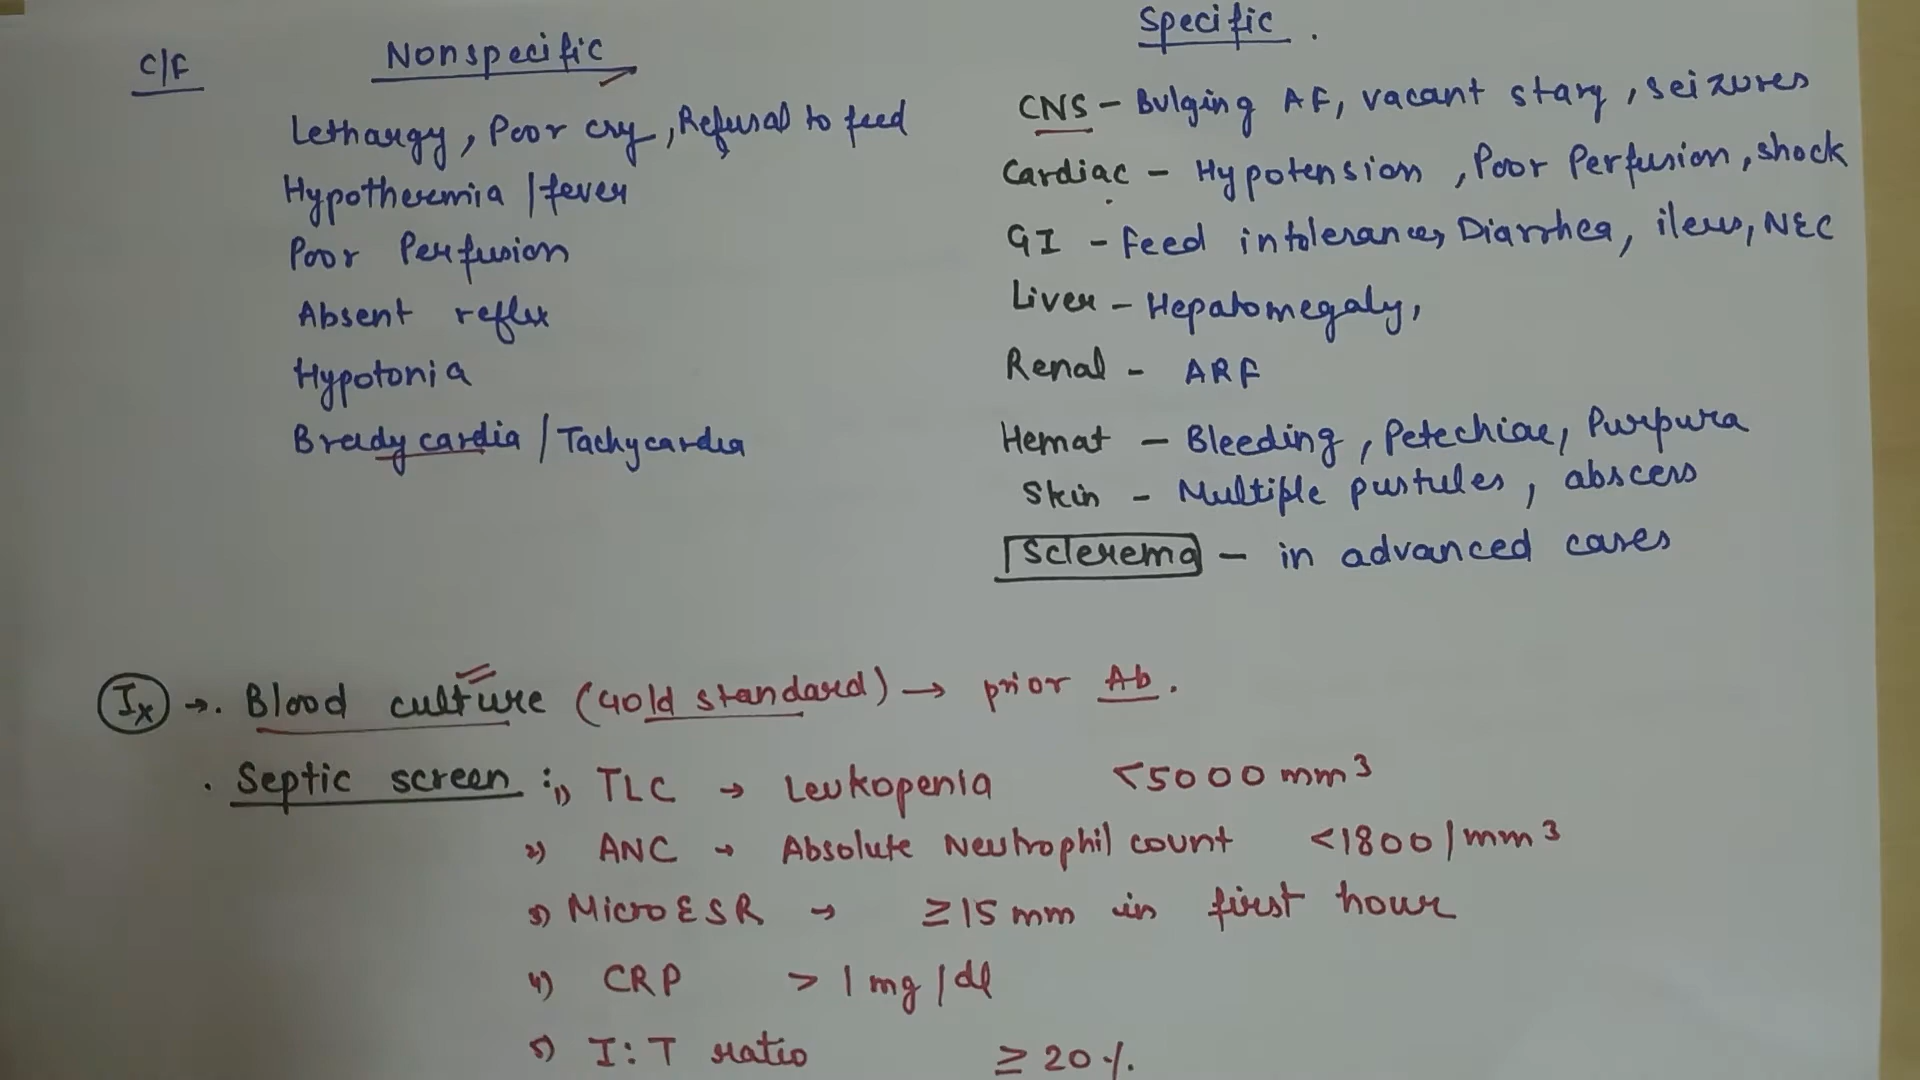 C/F
Nonspecific
Lethargy, Poor cry, Refusal to feed
Hypothermia / fever
Poor Perfusion
Absent reflex
Hypotonia
Bradycardia / Tachycardia
Specific.
CNS - Bulging AF, vacant stary, seizures
Cardiac - Hypotension, Poor Perfusion, shock
GI - Feed intolerance, Diarrhea, ileus, NEC
Liver - Hepatomegaly,
Renal - ARF
Hemat - Bleeding, Petechiae, Purpura
Skin - Multiple pustules, abscess
Sclerema - in advanced cases
Ix →. Blood culture (Gold standard) → prior Ab.
. Septic screen : 1) TLC → Leukopenia <5000 mm³
2) ANC → Absolute Neutrophil count <1800/mm³
3) Micro ESR → ≥15 mm in first hour
4) CRP > 1 mg/dl
5) I:T ratio ≥ 20%.